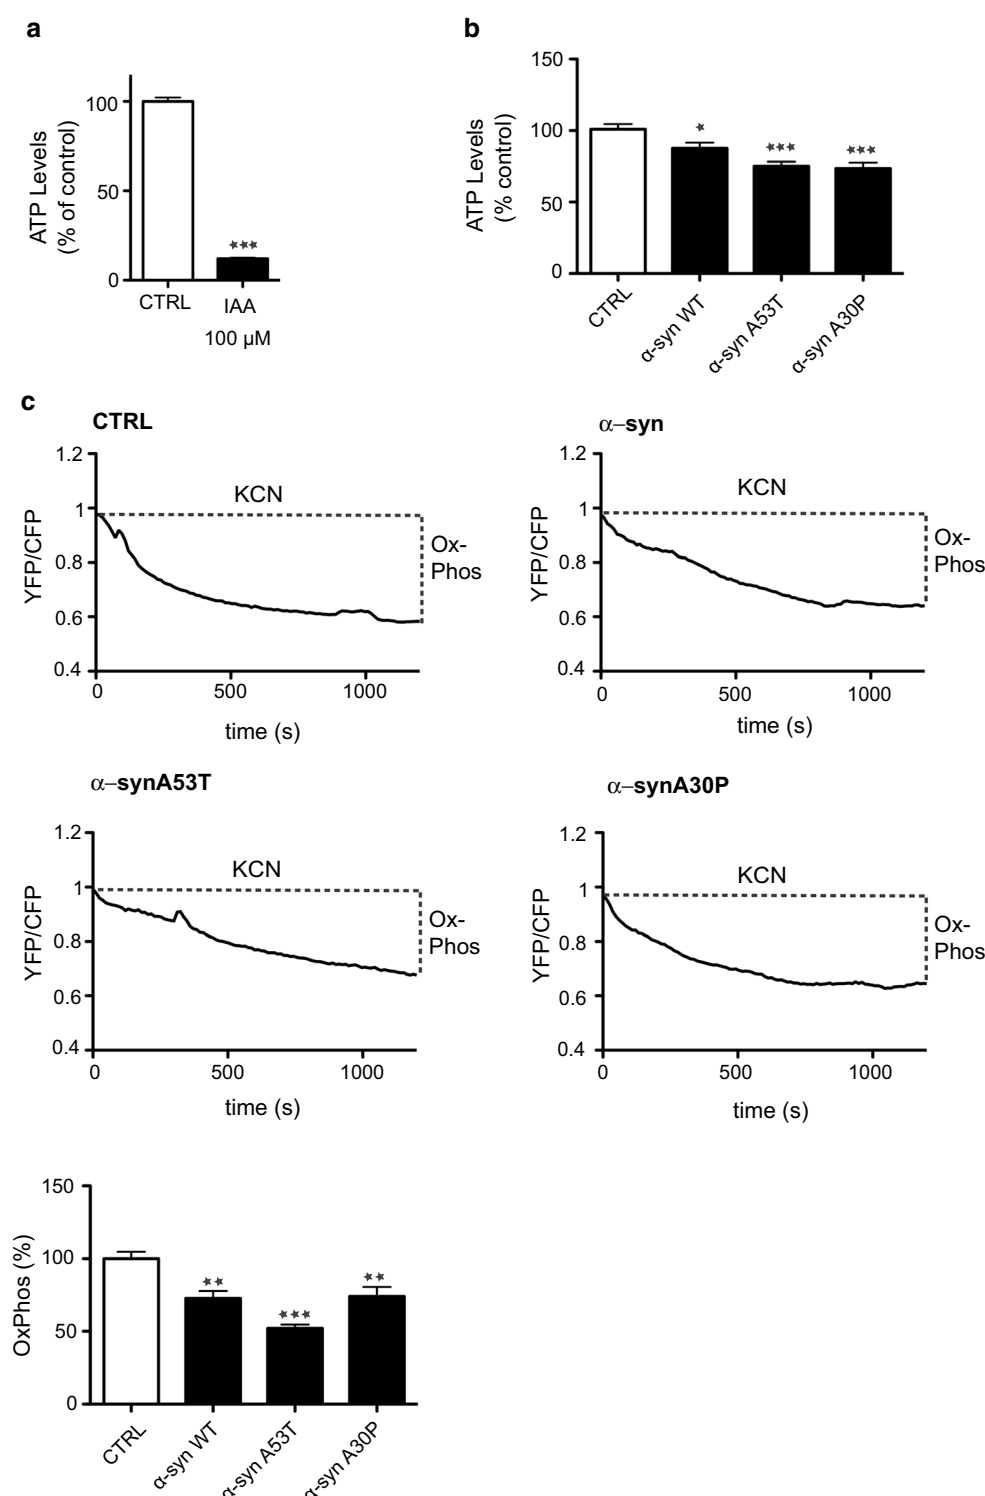 a
ATP Levels
(% of control)
100
50
0
***
CTRL
IAA
100 µM
b
ATP Levels
(% control)
150
100
50
0
*
***
***
CTRL
α-syn WT
α-syn A53T
α-syn A30P
c
CTRL
YFP/CFP
1.2
1
0.8
0.6
0.4
KCN
Ox-
Phos
0
500
1000
time (s)
α–syn
YFP/CFP
1.2
1
0.8
0.6
0.4
KCN
Ox-
Phos
0
500
1000
time (s)
α–synA53T
YFP/CFP
1.2
1
0.8
0.6
0.4
KCN
Ox-
Phos
0
500
1000
time (s)
α–synA30P
YFP/CFP
1.2
1
0.8
0.6
0.4
KCN
Ox-
Phos
0
500
1000
time (s)
OxPhos (%)
150
100
50
0
**
***
**
CTRL
α-syn WT
α-syn A53T
α-syn A30P